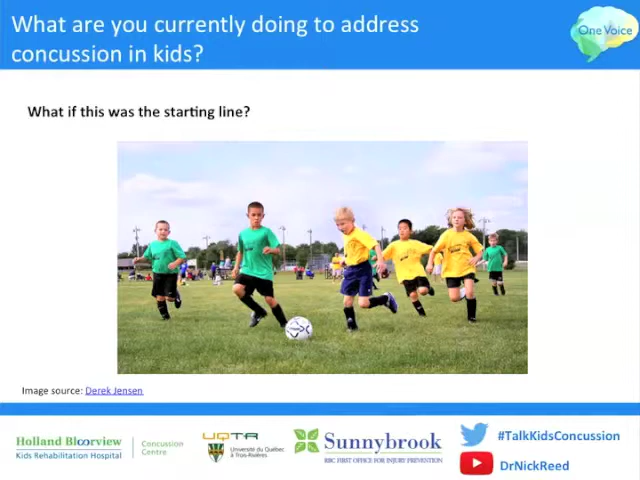 What are you currently doing to address
concussion in kids?
One Voice
What if this was the starting line?
Image source: Derek Jensen
Holland Bloorview
Kids Rehabilitation Hospital
Concussion
Centre
UQTR
Université du Québec
à Trois-Rivières
Sunnybrook
RBC FIRST OFFICE FOR INJURY PREVENTION
#TalkKidsConcussion
DrNickReed